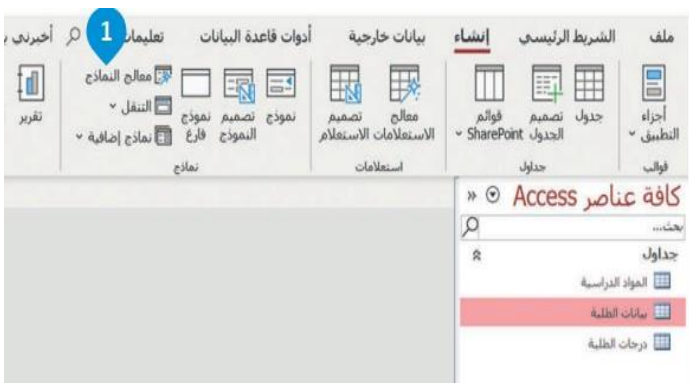 ملف الشريط الرئيسي إنشاء بيانات خارجية أدوات قاعدة البيانات تعليمات أخبرني
1
أجزاء التطبيق
جدول
تصميم الجدول
قوائم SharePoint
معالج الاستعلامات
تصميم الاستعلام
نموذج
تصميم النموذج
نموذج فارغ
معالج النماذج
التنقل
نماذج إضافية
تقرير
قوالب جداول استعلامات نماذج
كافة عناصر Access
بحث...
جداول
المواد الدراسية
بيانات الطلبة
درجات الطلبة